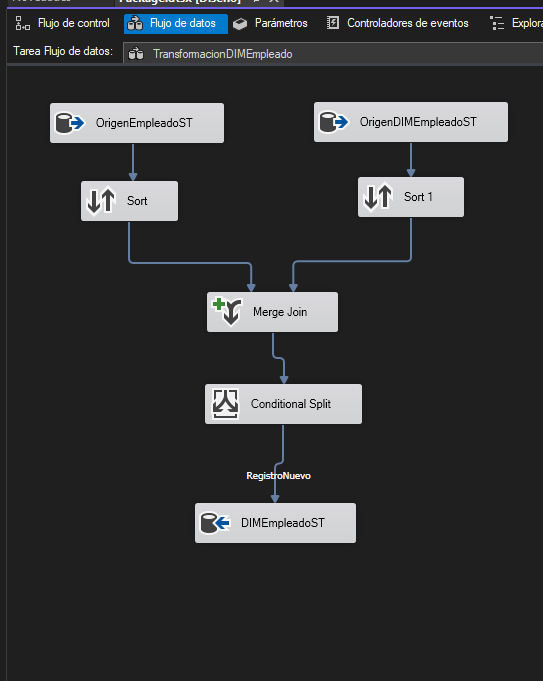 Flujo de control
Flujo de datos
Parámetros
Controladores de eventos
Tarea Flujo de datos:
TransformacionDIMEmpleado
OrigenEmpleadoST
OrigenDIMEmpleadoST
Sort
Sort 1
Merge Join
Conditional Split
RegistroNuevo
DIMEmpleadoST